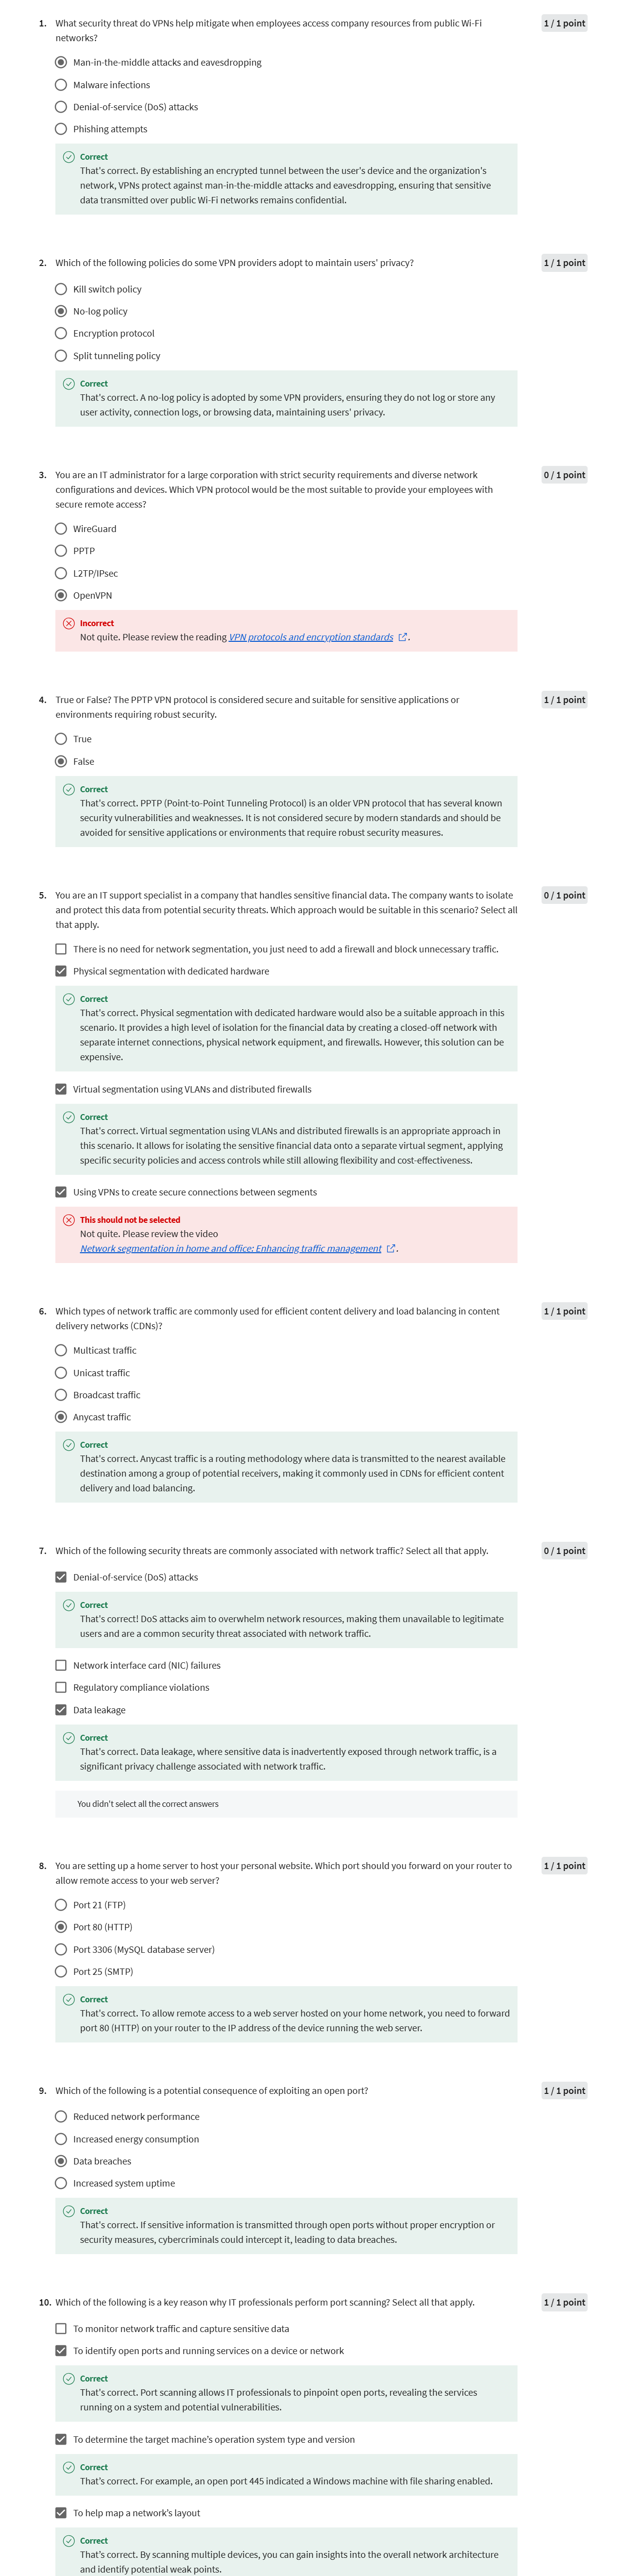 1. What security threat do VPNs help mitigate when employees access company resources from public Wi-Fi
networks?
1 / 1 point
Man-in-the-middle attacks and eavesdropping
Malware infections
Denial-of-service (DoS) attacks
Phishing attempts
Correct
That's correct. By establishing an encrypted tunnel between the user's device and the organization's
network, VPNs protect against man-in-the-middle attacks and eavesdropping, ensuring that sensitive
data transmitted over public Wi-Fi networks remains confidential.
2. Which of the following policies do some VPN providers adopt to maintain users' privacy?
1 / 1 point
Kill switch policy
No-log policy
Encryption protocol
Split tunneling policy
Correct
That's correct. A no-log policy is adopted by some VPN providers, ensuring they do not log or store any
user activity, connection logs, or browsing data, maintaining users' privacy.
3. You are an IT administrator for a large corporation with strict security requirements and diverse network
configurations and devices. Which VPN protocol would be the most suitable to provide your employees with
secure remote access?
0 / 1 point
WireGuard
PPTP
L2TP/IPsec
OpenVPN
Incorrect
Not quite. Please review the reading VPN protocols and encryption standards .
4. True or False? The PPTP VPN protocol is considered secure and suitable for sensitive applications or
environments requiring robust security.
1 / 1 point
True
False
Correct
That's correct. PPTP (Point-to-Point Tunneling Protocol) is an older VPN protocol that has several known
security vulnerabilities and weaknesses. It is not considered secure by modern standards and should be
avoided for sensitive applications or environments that require robust security measures.
5. You are an IT support specialist in a company that handles sensitive financial data. The company wants to isolate
and protect this data from potential security threats. Which approach would be suitable in this scenario? Select all
that apply.
0 / 1 point
There is no need for network segmentation, you just need to add a firewall and block unnecessary traffic.
Physical segmentation with dedicated hardware
Correct
That's correct. Physical segmentation with dedicated hardware would also be a suitable approach in this
scenario. It provides a high level of isolation for the financial data by creating a closed-off network with
separate internet connections, physical network equipment, and firewalls. However, this solution can be
expensive.
Virtual segmentation using VLANs and distributed firewalls
Correct
That's correct. Virtual segmentation using VLANs and distributed firewalls is an appropriate approach in
this scenario. It allows for isolating the sensitive financial data onto a separate virtual segment, applying
specific security policies and access controls while still allowing flexibility and cost-effectiveness.
Using VPNs to create secure connections between segments
This should not be selected
Not quite. Please review the video
Network segmentation in home and office: Enhancing traffic management .
6. Which types of network traffic are commonly used for efficient content delivery and load balancing in content
delivery networks (CDNs)?
1 / 1 point
Multicast traffic
Unicast traffic
Broadcast traffic
Anycast traffic
Correct
That's correct. Anycast traffic is a routing methodology where data is transmitted to the nearest available
destination among a group of potential receivers, making it commonly used in CDNs for efficient content
delivery and load balancing.
7. Which of the following security threats are commonly associated with network traffic? Select all that apply.
0 / 1 point
Denial-of-service (DoS) attacks
Correct
That's correct! DoS attacks aim to overwhelm network resources, making them unavailable to legitimate
users and are a common security threat associated with network traffic.
Network interface card (NIC) failures
Regulatory compliance violations
Data leakage
Correct
That's correct. Data leakage, where sensitive data is inadvertently exposed through network traffic, is a
significant privacy challenge associated with network traffic.
You didn't select all the correct answers
8. You are setting up a home server to host your personal website. Which port should you forward on your router to
allow remote access to your web server?
1 / 1 point
Port 21 (FTP)
Port 80 (HTTP)
Port 3306 (MySQL database server)
Port 25 (SMTP)
Correct
That's correct. To allow remote access to a web server hosted on your home network, you need to forward
port 80 (HTTP) on your router to the IP address of the device running the web server.
9. Which of the following is a potential consequence of exploiting an open port?
1 / 1 point
Reduced network performance
Increased energy consumption
Data breaches
Increased system uptime
Correct
That's correct. If sensitive information is transmitted through open ports without proper encryption or
security measures, cybercriminals could intercept it, leading to data breaches.
10. Which of the following is a key reason why IT professionals perform port scanning? Select all that apply.
1 / 1 point
To monitor network traffic and capture sensitive data
To identify open ports and running services on a device or network
Correct
That's correct. Port scanning allows IT professionals to pinpoint open ports, revealing the services
running on a system and potential vulnerabilities.
To determine the target machine's operation system type and version
Correct
That's correct. For example, an open port 445 indicated a Windows machine with file sharing enabled.
To help map a network's layout
Correct
That's correct. By scanning multiple devices, you can gain insights into the overall network architecture
and identify potential weak points.